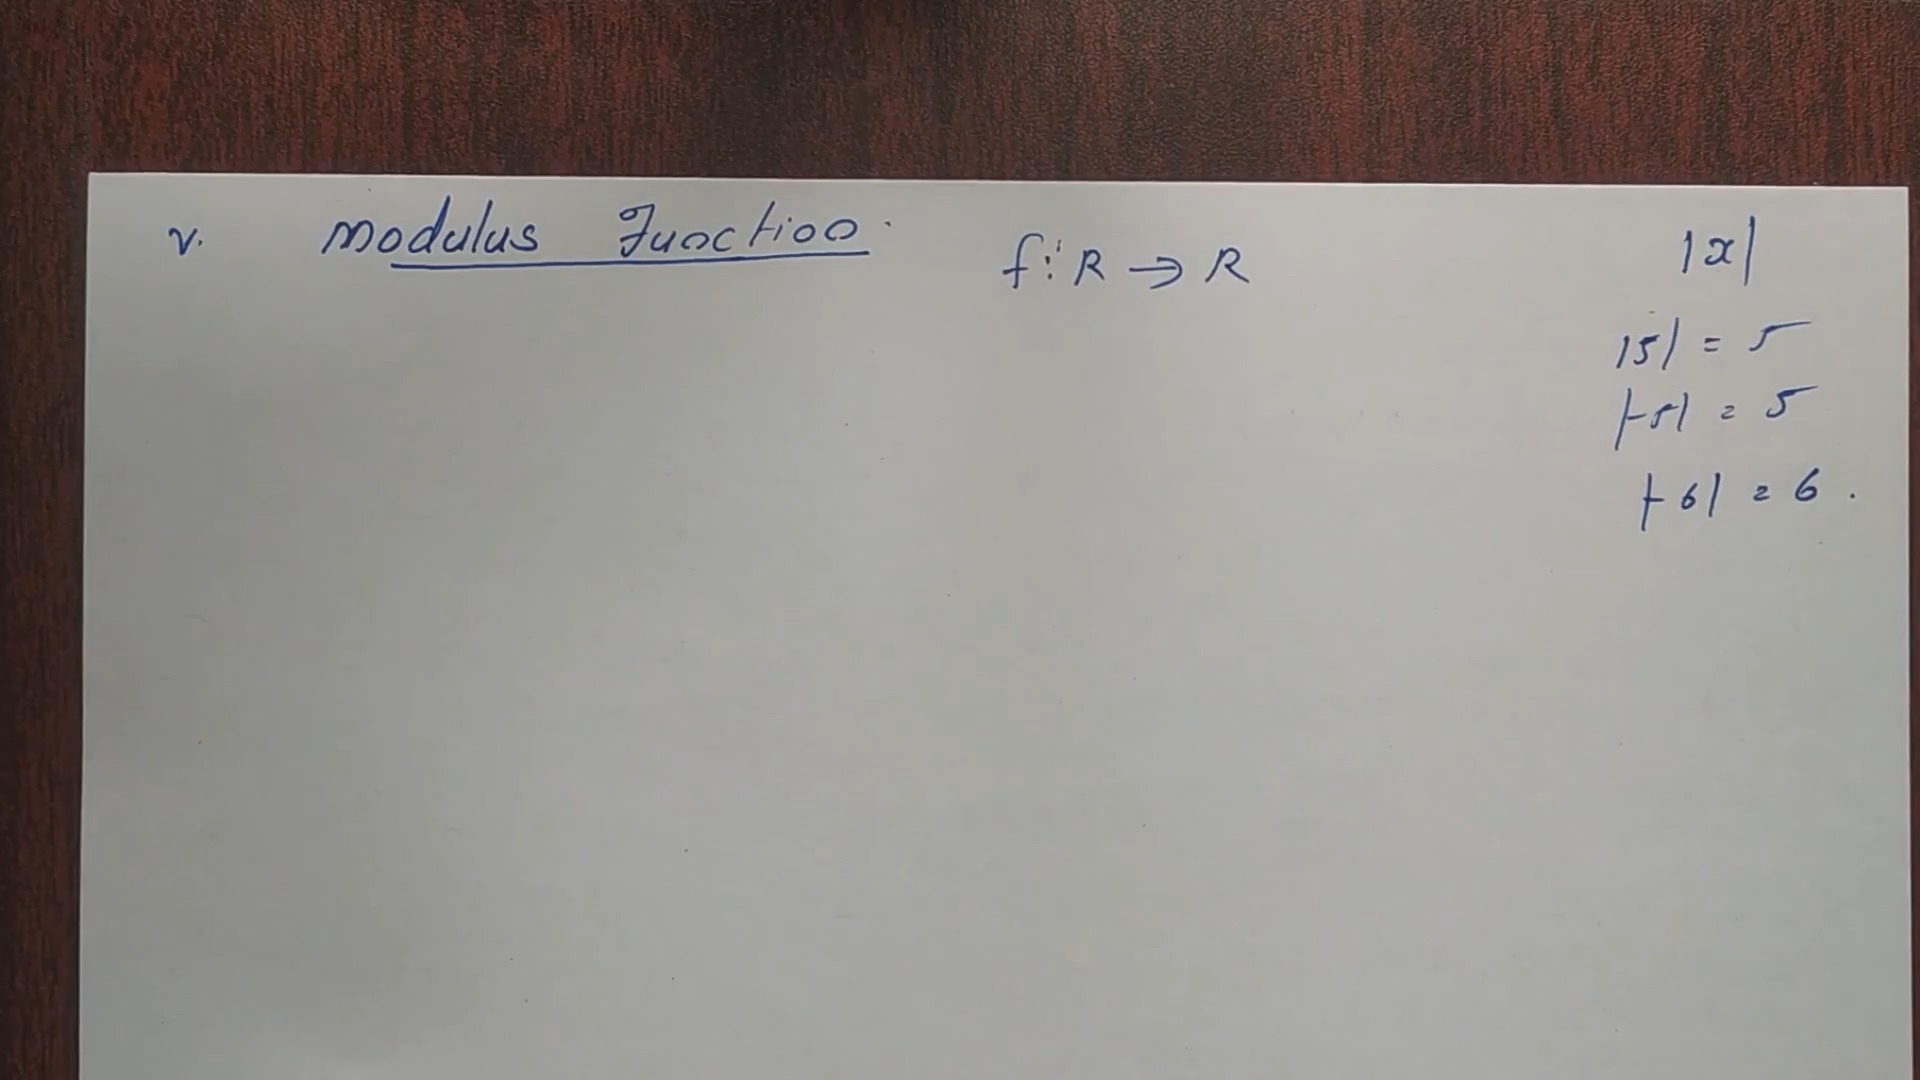 v. Modulus Function.
f: R → R
|x|
|5| = 5
|-5| = 5
|-6| = 6.